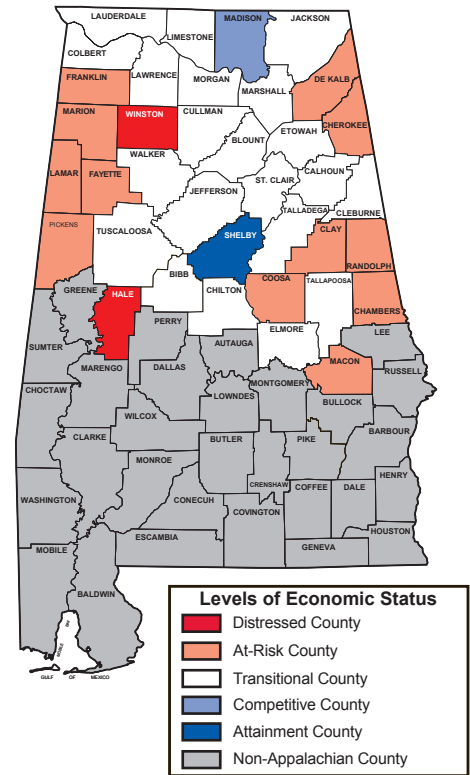 LAUDERDALE
MADISON
JACKSON
LIMESTONE
COLBERT
FRANKLIN
LAWRENCE
MORGAN
DE KALB
MARSHALL
MARION
WINSTON
CULLMAN
CHEROKEE
ETOWAH
BLOUNT
WALKER
LAMAR
FAYETTE
CALHOUN
ST. CLAIR
JEFFERSON
TALLADEGA
CLEBURNE
PICKENS
TUSCALOOSA
SHELBY
CLAY
RANDOLPH
BIBB
COOSA
TALLAPOOSA
GREENE
HALE
CHILTON
CHAMBERS
PERRY
ELMORE
LEE
SUMTER
AUTAUGA
MARENGO
DALLAS
MACON
RUSSELL
CHOCTAW
MONTGOMERY
LOWNDES
BULLOCK
WILCOX
BARBOUR
CLARKE
BUTLER
PIKE
MONROE
HENRY
CRENSHAW
COFFEE
DALE
WASHINGTON
CONECUH
COVINGTON
HOUSTON
ESCAMBIA
GENEVA
MOBILE
BALDWIN
MOBILE BAY
GULF OF MEXICO
Levels of Economic Status
Distressed County
At-Risk County
Transitional County
Competitive County
Attainment County
Non-Appalachian County